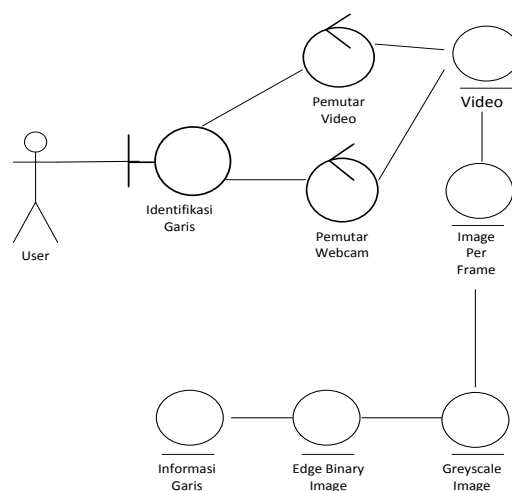 Pemutar
Video
Video
User
Identifikasi
Garis
Pemutar
Webcam
Image
Per
Frame
Informasi
Garis
Edge Binary
Image
Greyscale
Image